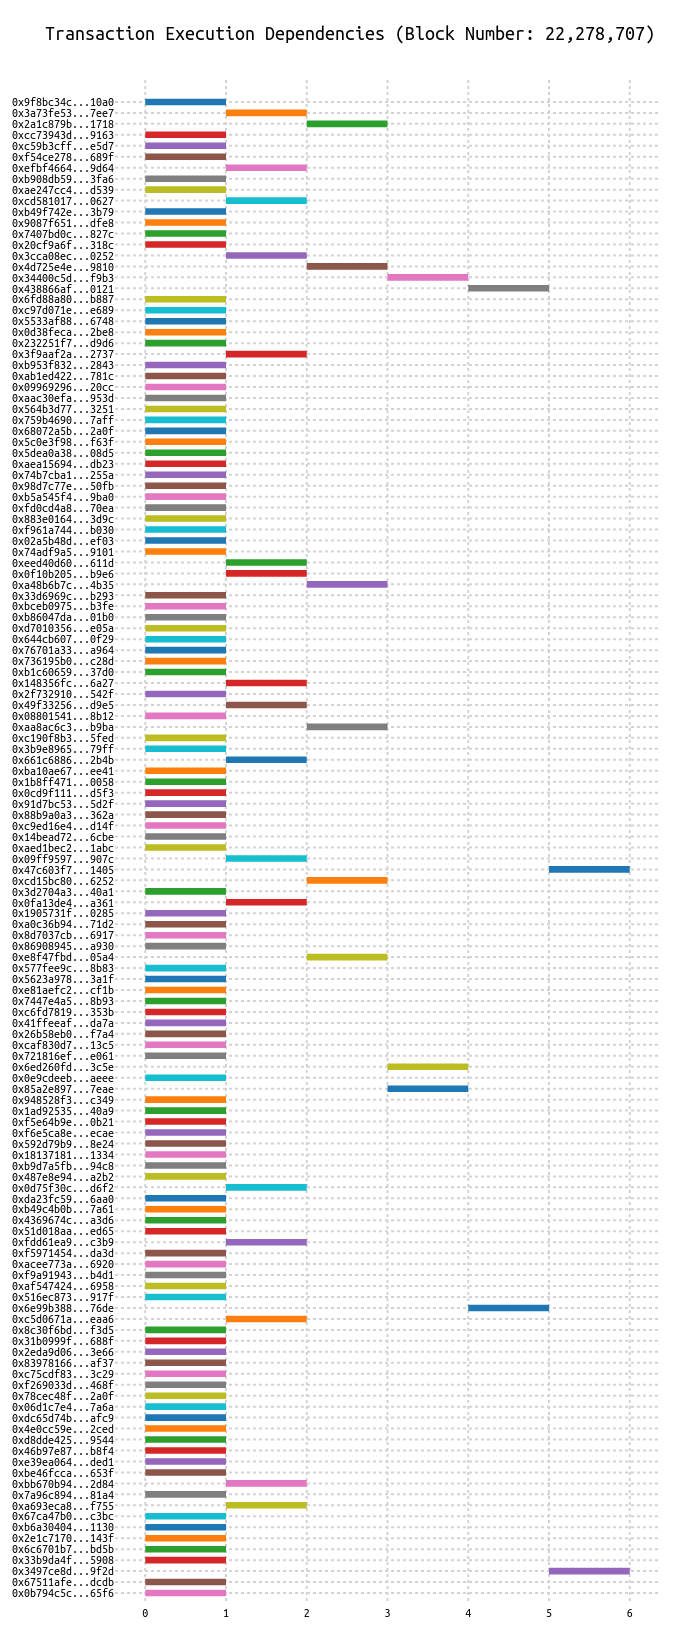 Transaction Execution Dependencies (Block Number: 22,278,707)
0x9f8bc34c...10a0
0x3a73fe53...7ee7
0x2a1c879b...1718
0xcc73943d...9163
0xc59b3cff...e5d7
0xf54ce278...689f
0xefbf4664...9d64
0xb908db59...3fa6
0xae247cc4...d539
0xcd581017...0627
0xb49f742e...3b79
0x9087f651...dfe8
0x7407bd0c...827c
0x20cf9a6f...318c
0x3cca08ec...0252
0x4d725e4e...9810
0x34400c5d...f9b3
0x438866af...0121
0x6fd88a80...b887
0xc97d071e...e689
0x5533af88...6748
0x0d38feca...2be8
0x232251f7...d9d6
0x3f9aaf2a...2737
0xb953f832...2843
0xab1ed422...781c
0x09969296...20cc
0xaac30efa...953d
0x564b3d77...3251
0x759b4690...7aff
0x68072a5b...2a0f
0x5c0e3f98...f63f
0x5dea0a38...08d5
0xaea15694...db23
0x74b7cba1...255a
0x98d7c77e...50fb
0xb5a545f4...9ba0
0xfd0cd4a8...70ea
0x883e0164...3d9c
0xf961a744...b030
0x02a5b48d...ef03
0x74adf9a5...9101
0xeed40d60...611d
0x0f10b205...b9e6
0xa48b6b7c...4b35
0x33d6969c...b293
0xbceb0975...b3fe
0xb86047da...01b0
0xd7010356...e05a
0x644cb607...0f29
0x76701a33...a964
0x736195b0...c28d
0xb1c60659...37d0
0x148356fc...6a27
0x2f732910...542f
0x49f33256...d9e5
0x08801541...8b12
0xaa8ac6c3...b9ba
0xc190f8b3...5fed
0x3b9e8965...79ff
0x661c6886...2b4b
0xba10ae67...ee41
0x1b8ff471...0058
0x0cd9f111...d5f3
0x91d7bc53...5d2f
0x88b9a0a3...362a
0xc9ed16e4...d14f
0x14bead72...6cbe
0xaed1bec2...1abc
0x09ff9597...907c
0x47c603f7...1405
0xcd15bc80...6252
0x3d2704a3...40a1
0x0fa13de4...a361
0x1905731f...0285
0xa0c36b94...71d2
0x8d7037cb...6917
0x86908945...a930
0xe8f47fbd...05a4
0x577fee9c...8b83
0x5623a978...3a1f
0xe81aefc2...cf1b
0x7447e4a5...8b93
0xc6fd7819...353b
0x41ffeeaf...da7a
0x26b58eb0...f7a4
0xcaf830d7...13c5
0x721816ef...e061
0x6ed260fd...3c5e
0x0e9cdeeb...aeee
0x85a2e897...7eae
0x948528f3...c349
0x1ad92535...40a9
0xf5e64b9e...0b21
0xf6e5ca8e...ecae
0x592d79b9...8e24
0x18137181...1334
0xb9d7a5fb...94c8
0x487e8e94...a2b2
0x0d75f30c...d6f2
0xda23fc59...6aa0
0xb49c4b0b...7a61
0x4369674c...a3d6
0x51d018aa...ed65
0xfdd61ea9...c3b9
0xf5971454...da3d
0xacee773a...6920
0xf9a91943...b4d1
0xaf547424...6958
0x516ec873...917f
0x6e99b388...76de
0xc5d0671a...eaa6
0x8c30f6bd...f3d5
0x31b0999f...688f
0x2eda9d06...3e66
0x83978166...af37
0xc75cdf83...3c29
0xf269033d...468f
0x78cec48f...2a0f
0x06d1c7e4...7a6a
0xdc65d74b...afc9
0x4e0cc59e...2ced
0xd8dde425...9544
0x46b97e87...b8f4
0xe39ea064...ded1
0xbe46fcca...653f
0xbb670b94...2d84
0x7a96c894...81a4
0xa693eca8...f755
0x67ca47b0...c3bc
0xb6a30404...1130
0x2e1c7170...143f
0x6c6701b7...bd5b
0x33b9da4f...5908
0x3497ce8d...9f2d
0x67511afe...dcdb
0x0b794c5c...65f6
0 1 2 3 4 5 6